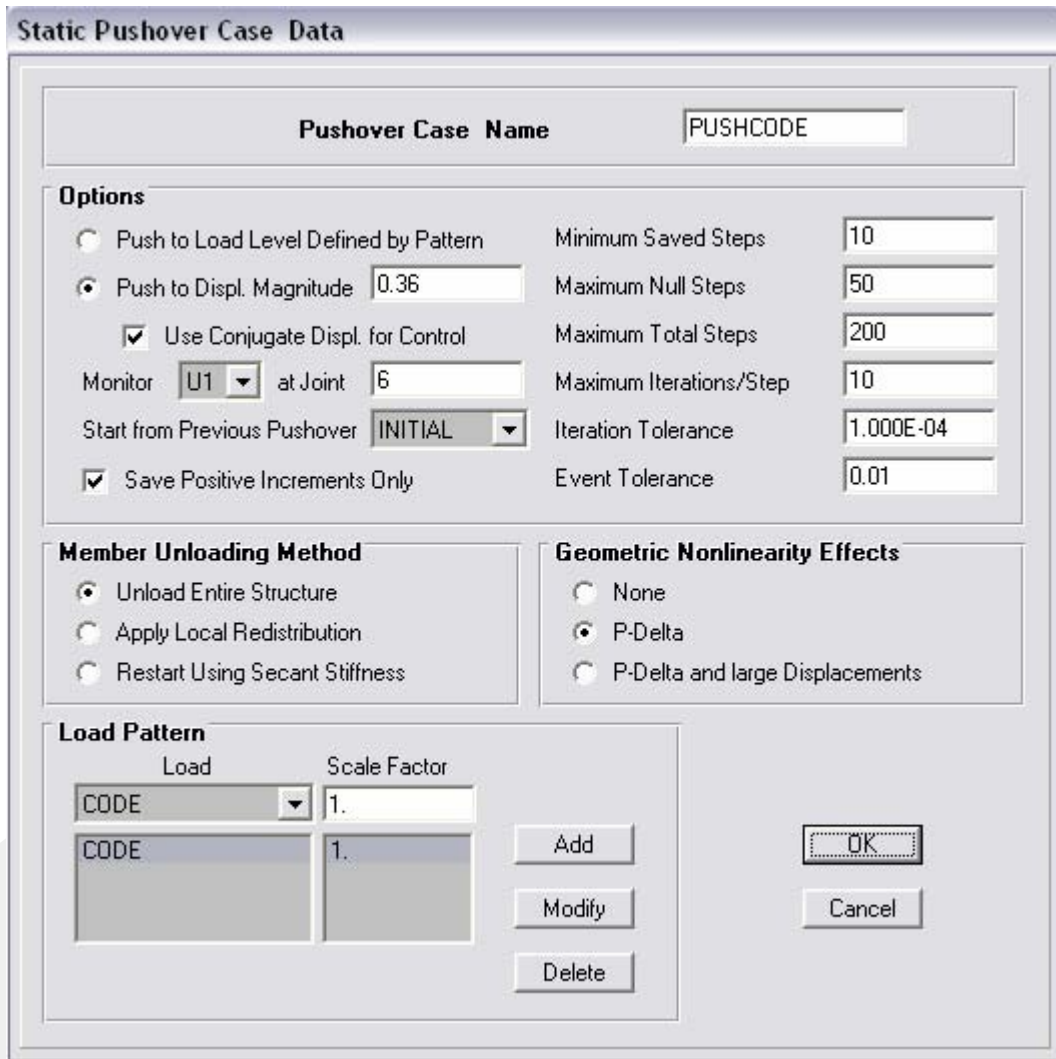 Static Pushover Case Data
Pushover Case Name PUSHCODE
Options
Push to Load Level Defined by Pattern
Push to Displ. Magnitude 0.36
Use Conjugate Displ. for Control
Monitor U1 at Joint 6
Start from Previous Pushover INITIAL
Save Positive Increments Only
Minimum Saved Steps 10
Maximum Null Steps 50
Maximum Total Steps 200
Maximum Iterations/Step 10
Iteration Tolerance 1.000E-04
Event Tolerance 0.01
Member Unloading Method
Unload Entire Structure
Apply Local Redistribution
Restart Using Secant Stiffness
Geometric Nonlinearity Effects
None
P-Delta
P-Delta and large Displacements
Load Pattern
Load Scale Factor
CODE 1.
CODE 1.
Add
Modify
Delete
OK
Cancel